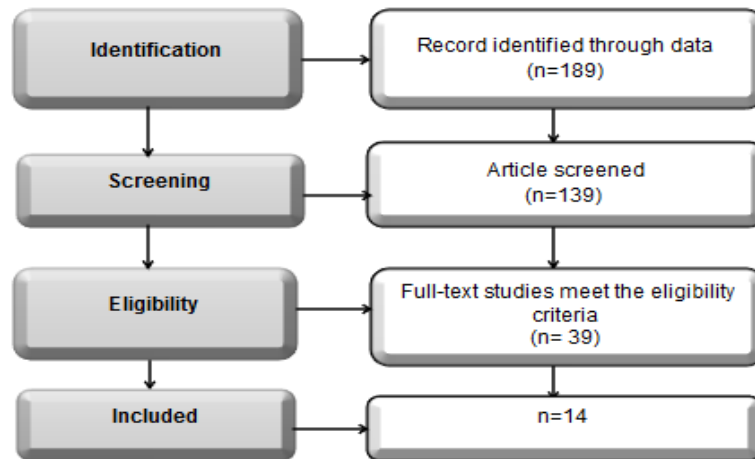 Identification
Record identified through data
(n=189)
Screening
Article screened
(n=139)
Eligibility
Full-text studies meet the eligibility
criteria
(n= 39)
Included
n=14